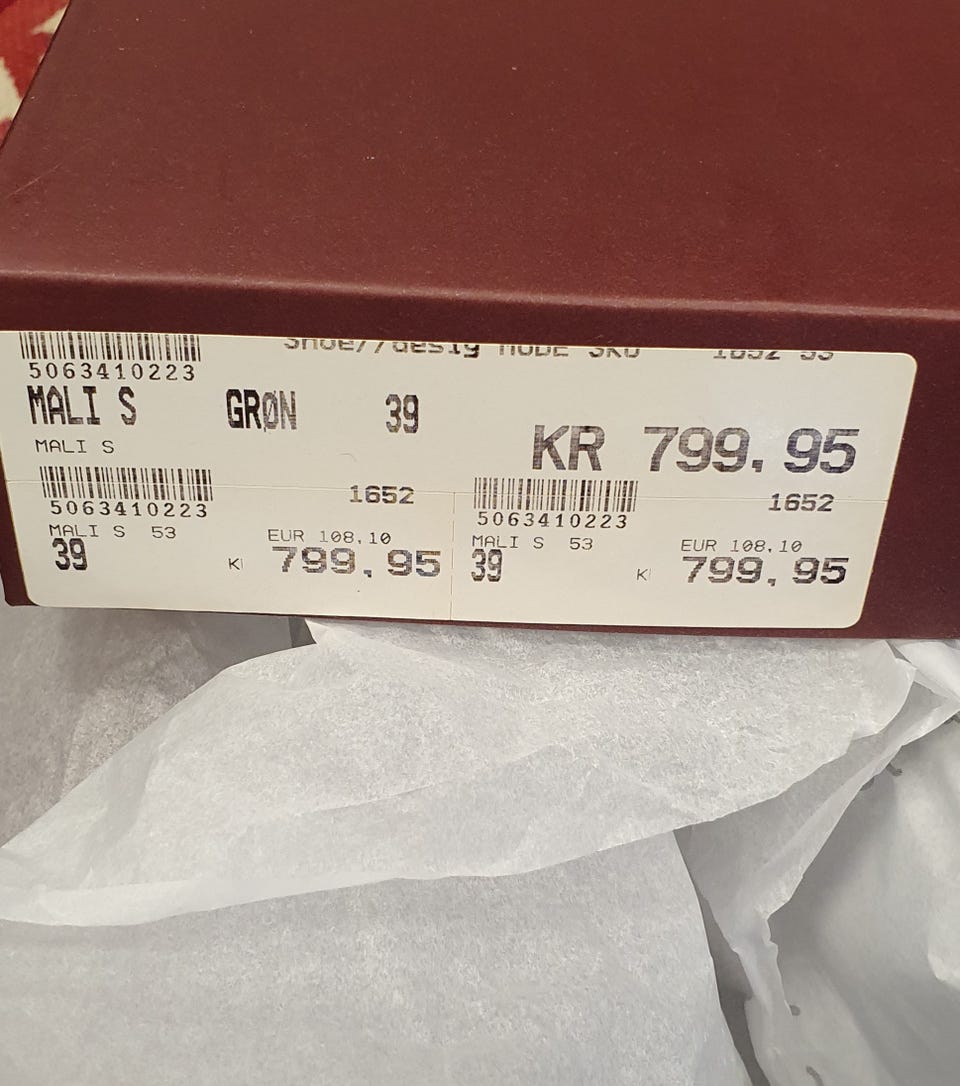 5063410223
MALI S GRØN 39
MALI S
KR 799.95
5063410223 1652
MALI S 53 EUR 108.10
39 799.95
5063410223 1652
MALI S 53 EUR 108.10
39 799.95